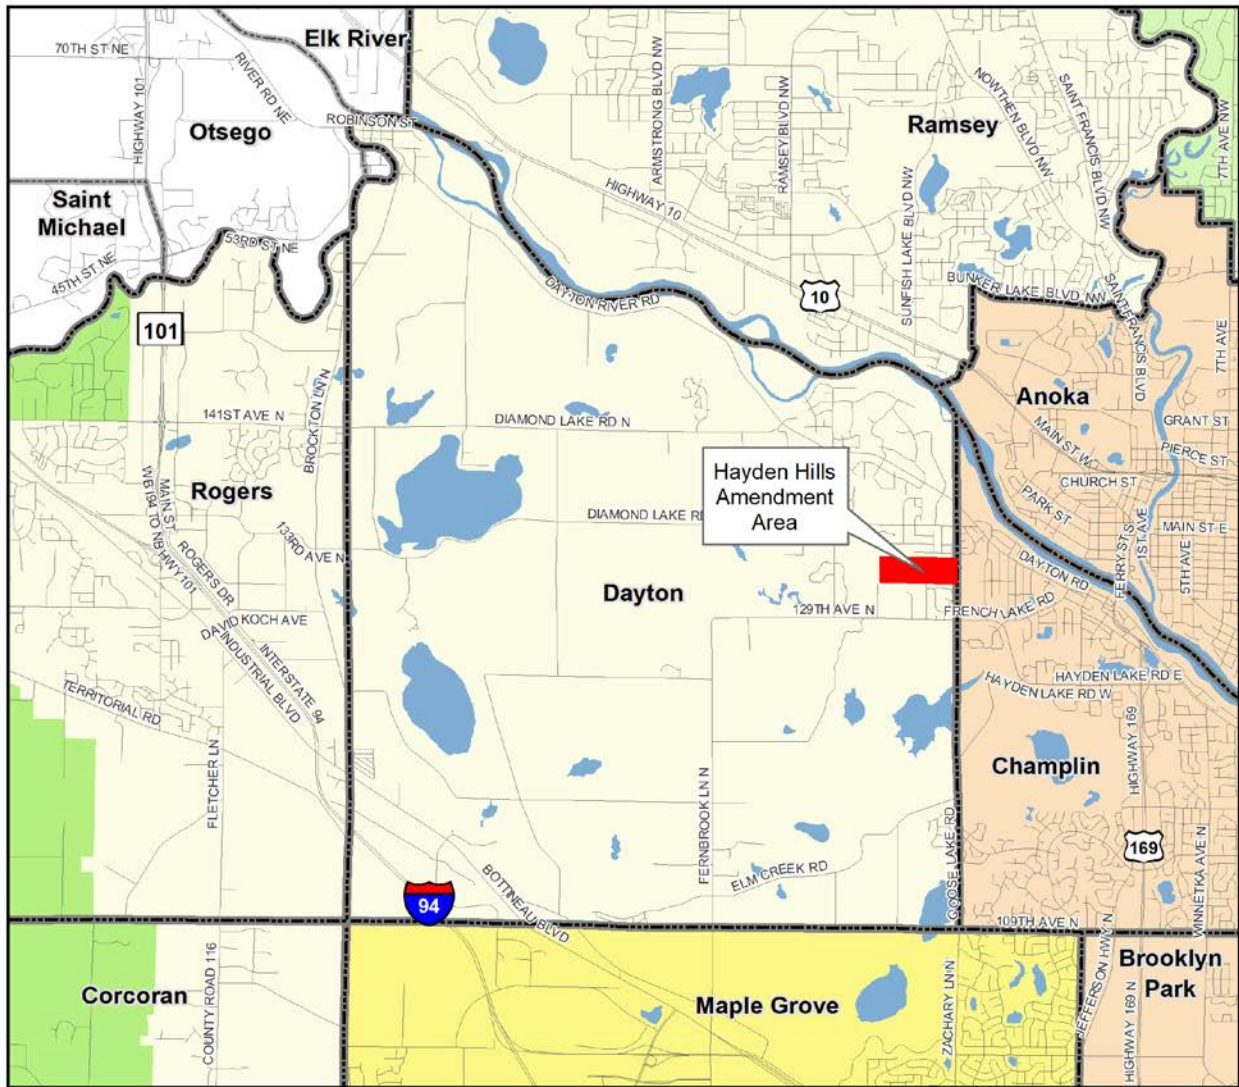 Elk River
70TH ST NE
HIGHWAY 101
RIVER RD NE
ROBINSON ST
Otsego
Saint
Michael
45TH ST NE
53RD ST NE
ARMSTRONG BLVD NW
RAMSEY BLVD NW
Ramsey
NOWTHEN BLVD NW
SAINT FRANCIS BLVD NW
7TH AVE NW
HIGHWAY 10
SUNFISH LAKE BLVD NW
BUNKER LAKE BLVD NW
SAINT FRANCIS BLVD
7TH AVE
DAYTON RIVER RD
10
101
141ST AVE N
BROCKTON LN N
DIAMOND LAKE RD N
Anoka
MAIN ST W
GRANT ST
PIERCE ST
CHURCH ST
PARK ST
MAIN ST E
1ST AVE
5TH AVE
FERRY ST S
DAYTON RD
Hayden Hills
Amendment
Area
Rogers
MAIN ST
WB I94 TO NB HWY101
ROGERS DR
133RD AVE N
DIAMOND LAKE RD
Dayton
129TH AVE N
FRENCH LAKE RD
DAVID KOCH AVE
INDUSTRIAL BLVD
INTERSTATE 94
TERRITORIAL RD
FLETCHER LN
HAYDEN LAKE RD E
HAYDEN LAKE RD W
HIGHWAY 169
Champlin
169
WINNETKA AVE N
FERNBROOK LN N
ELM CREEK RD
GOOSE LAKE RD
94
BOTTINEAU BLVD
109TH AVE N
JEFFERSON HWY N
Brooklyn
Park
HIGHWAY 169 N
Corcoran
COUNTY ROAD 116
Maple Grove
ZACHARY LN N